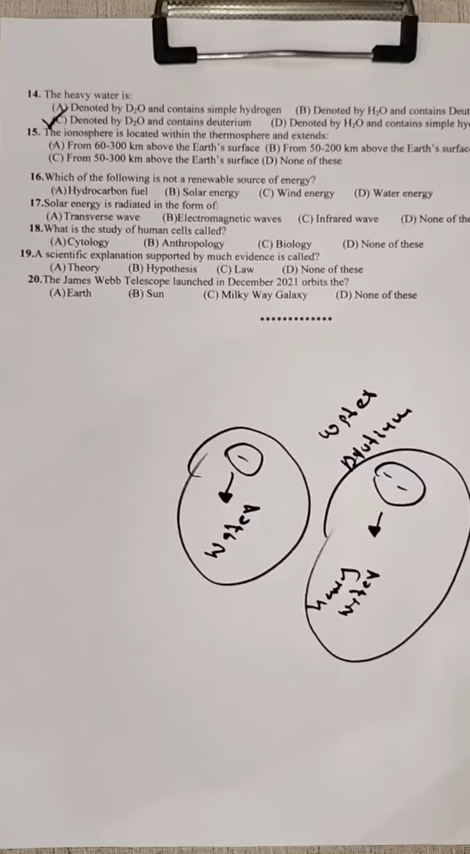 14. The heavy water is:
(A) Denoted by D₂O and contains simple hydrogen (B) Denoted by H₂O and contains Deut
(C) Denoted by D₂O and contains deuterium (D) Denoted by H₂O and contains simple hy
15. The ionosphere is located within the thermosphere and extends:
(A) From 60-300 km above the Earth's surface (B) From 50-200 km above the Earth's surfac
(C) From 50-300 km above the Earth's surface (D) None of these
16. Which of the following is not a renewable source of energy?
(A) Hydrocarbon fuel (B) Solar energy (C) Wind energy (D) Water energy
17. Solar energy is radiated in the form of:
(A) Transverse wave (B) Electromagnetic waves (C) Infrared wave (D) None of the
18. What is the study of human cells called?
(A) Cytology (B) Anthropology (C) Biology (D) None of these
19. A scientific explanation supported by much evidence is called?
(A) Theory (B) Hypothesis (C) Law (D) None of these
20. The James Webb Telescope launched in December 2021 orbits the?
(A) Earth (B) Sun (C) Milky Way Galaxy (D) None of these
*************
water
water
heavy
water